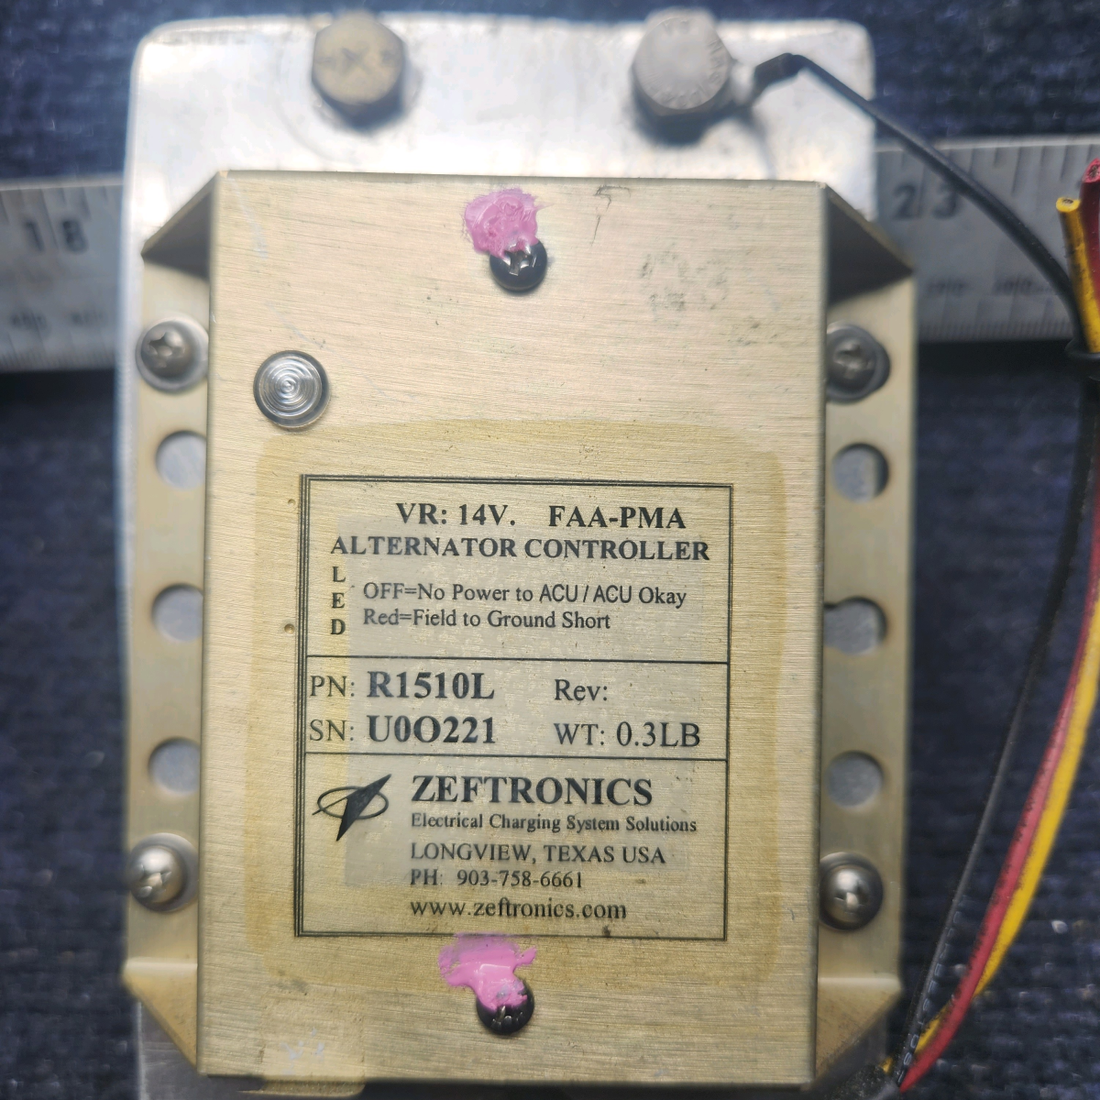 18
23
VR: 14V. FAA-PMA
ALTERNATOR CONTROLLER
LED
OFF=No Power to ACU / ACU Okay
Red=Field to Ground Short
PN: R1510L Rev:
SN: U0O221 WT: 0.3LB
ZEFTRONICS
Electrical Charging System Solutions
LONGVIEW, TEXAS USA
PH: 903-758-6661
www.zeftronics.com